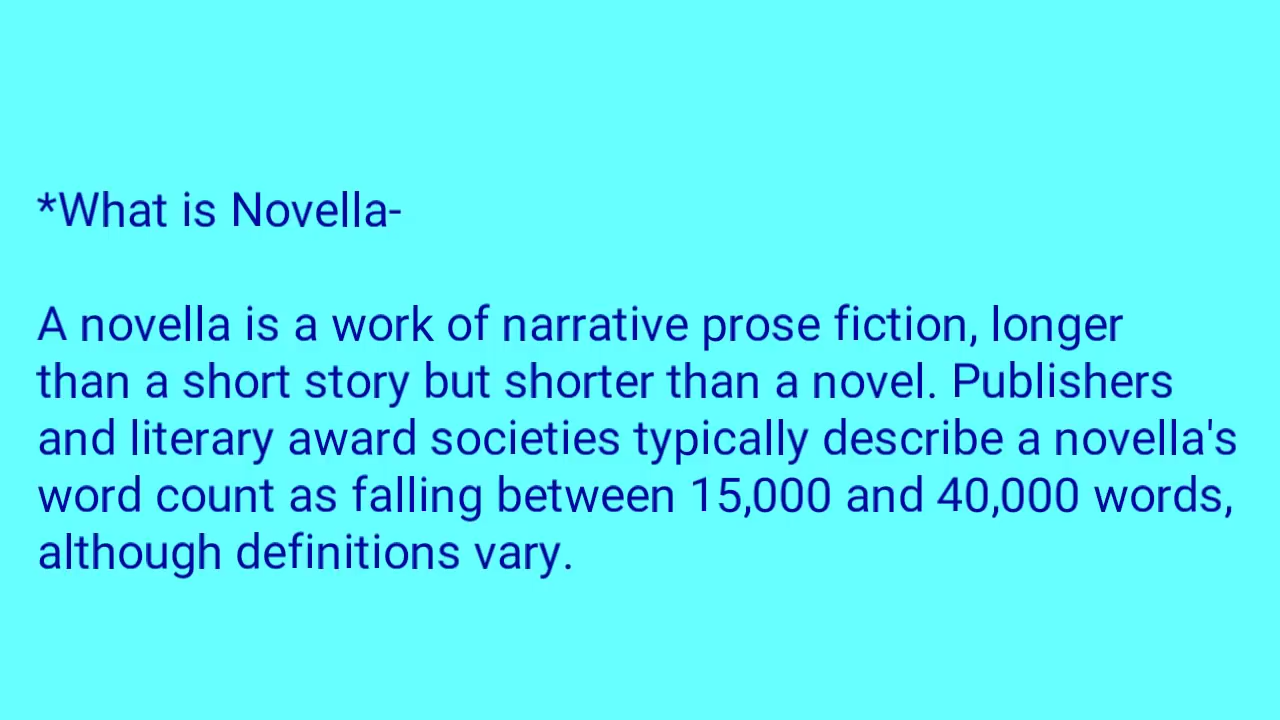 *What is Novella-
A novella is a work of narrative prose fiction, longer
than a short story but shorter than a novel. Publishers
and literary award societies typically describe a novella's
word count as falling between 15,000 and 40,000 words,
although definitions vary.